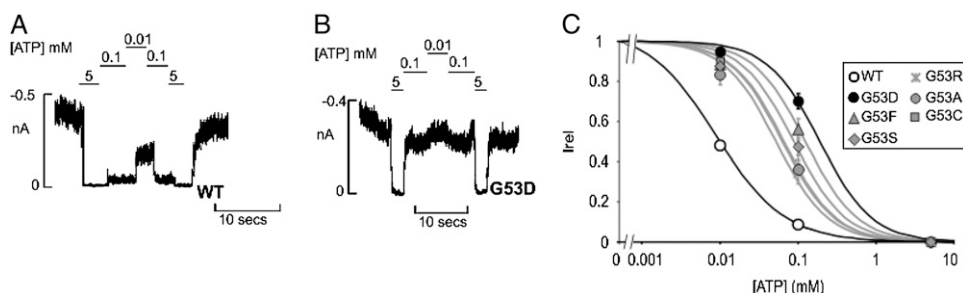 A
[ATP] mM
0.01
0.1
0.1
5
5
-0.5
nA
0
WT
10 secs
B
[ATP] mM
0.01
0.1
0.1
5
5
-0.4
nA
0
G53D
10 secs
C
1
0.8
0.6
0.4
0.2
0
Irel
0
0.001
0.01
0.1
1
10
[ATP] (mM)
WT
G53R
G53D
G53A
G53F
G53C
G53S